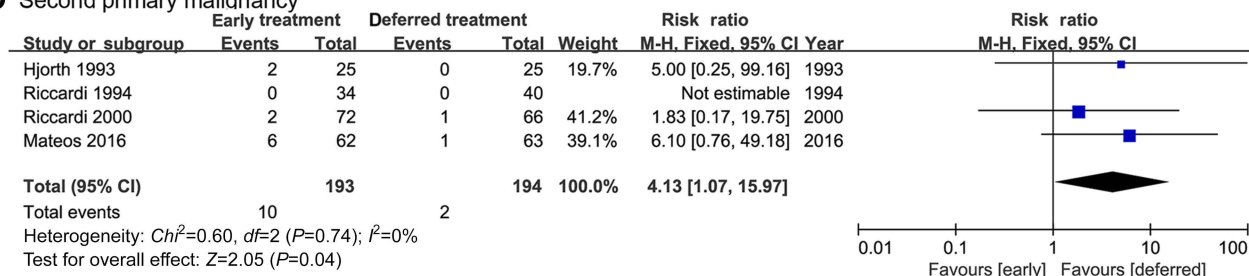 Second primary malignancy
Early treatment Deferred treatment Risk ratio Risk ratio
Study or subgroup Events Total Events Total Weight M-H, Fixed, 95% CI Year M-H, Fixed, 95% CI
Hjorth 1993 2 25 0 25 19.7% 5.00 [0.25, 99.16] 1993
Riccardi 1994 0 34 0 40 Not estimable 1994
Riccardi 2000 2 72 1 66 41.2% 1.83 [0.17, 19.75] 2000
Mateos 2016 6 62 1 63 39.1% 6.10 [0.76, 49.18] 2016
Total (95% CI) 193 194 100.0% 4.13 [1.07, 15.97]
Total events 10 2
Heterogeneity: Chi²=0.60, df=2 (P=0.74); I²=0%
Test for overall effect: Z=2.05 (P=0.04)
0.01 0.1 1 10 100
Favours [early] Favours [deferred]